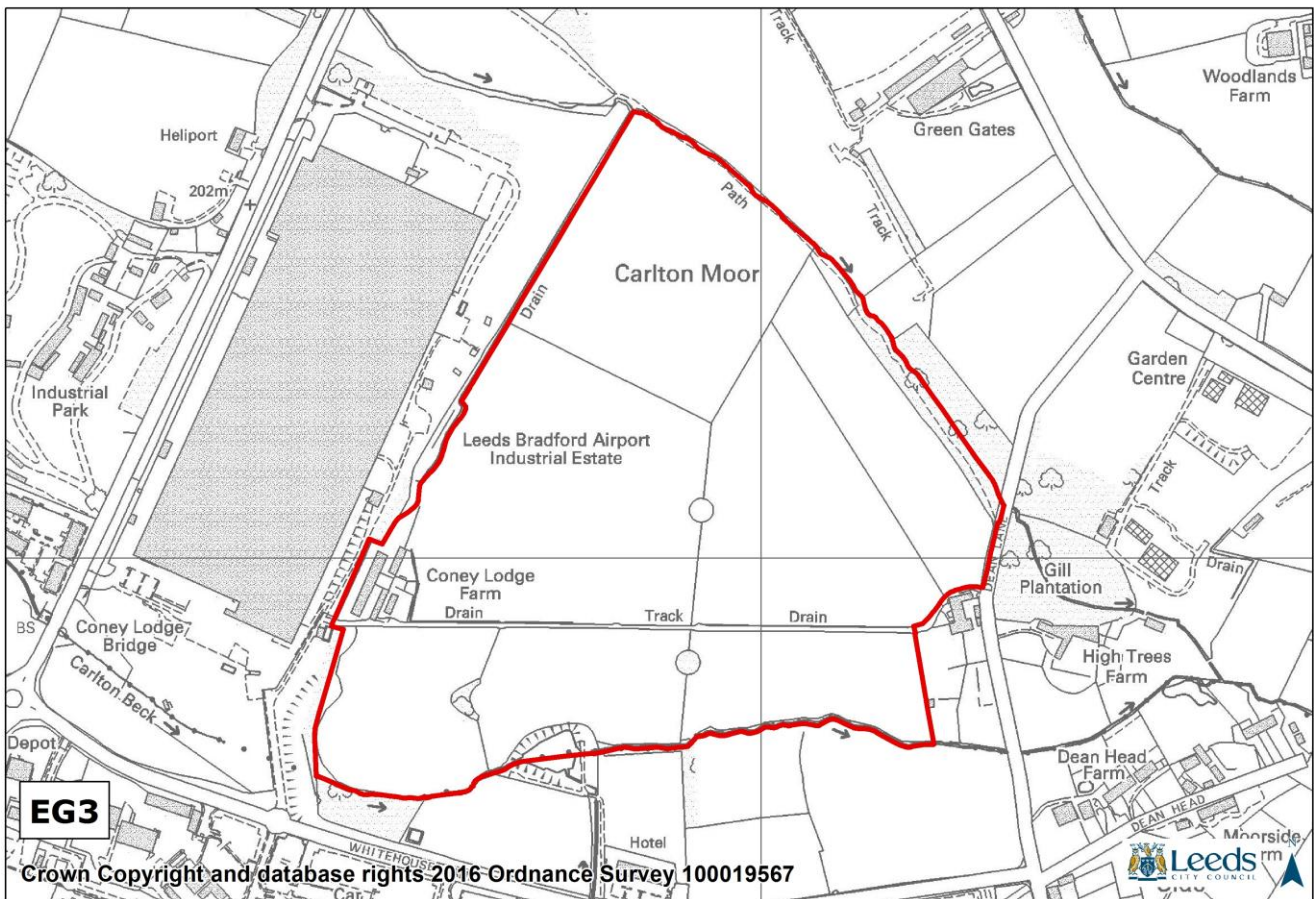 Track
Woodlands
Farm
Heliport
Green Gates
202m
Path
Track
Carlton Moor
Drain
Garden
Centre
Industrial
Park
Leeds Bradford Airport
Industrial Estate
Track
DEAN LANE
Gill
Plantation
Drain
Coney Lodge
Farm
Drain
Track
Drain
BS
Coney Lodge
Bridge
High Trees
Farm
Carlton Beck
Depot
Dean Head
Farm
DEAN HEAD
EG3
Hotel
Moorside
WHITEHOUSE
Crown Copyright and database rights 2016 Ordnance Survey 100019567
Leeds
CITY COUNCIL
N